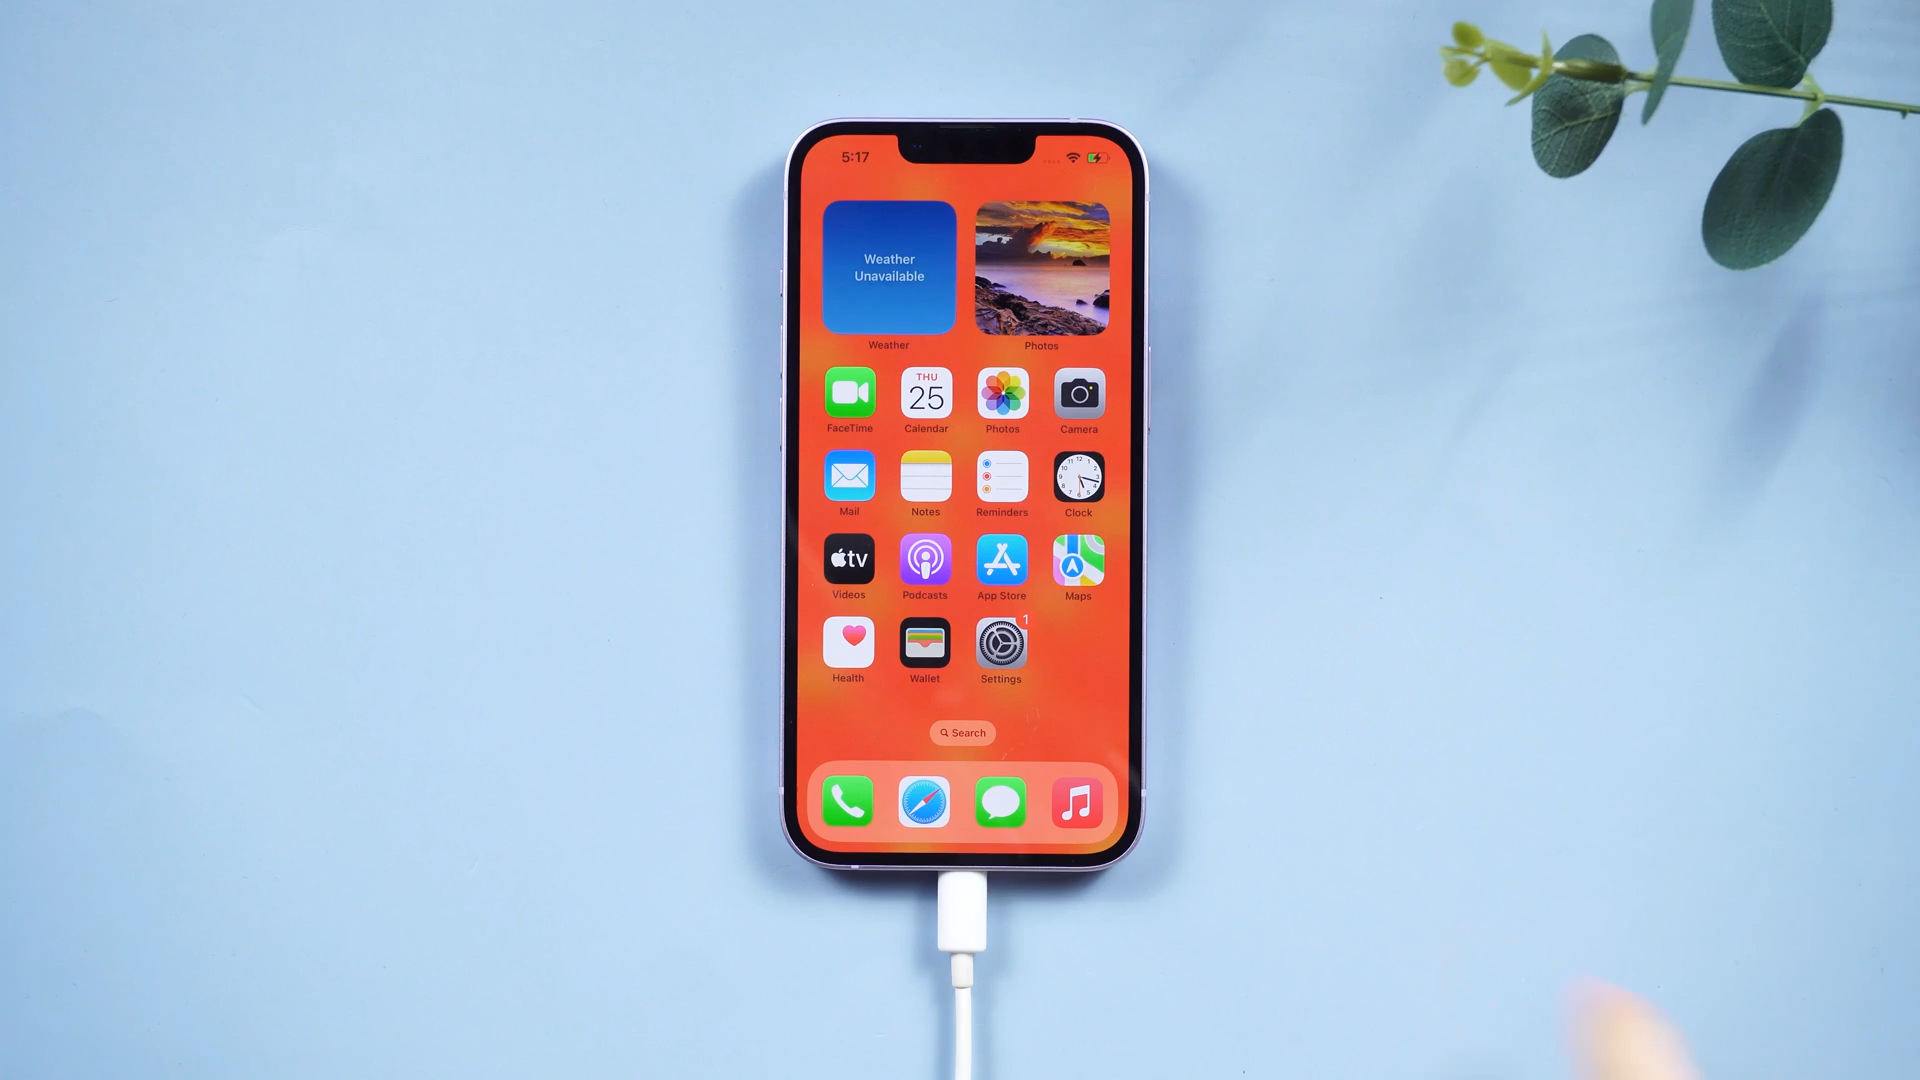 5:17
Weather
Unavailable
Weather
Photos
THU
25
FaceTime
Calendar
Photos
Camera
Mail
Notes
Reminders
Clock
tv
Videos
Podcasts
App Store
Maps
1
Health
Wallet
Settings
Search